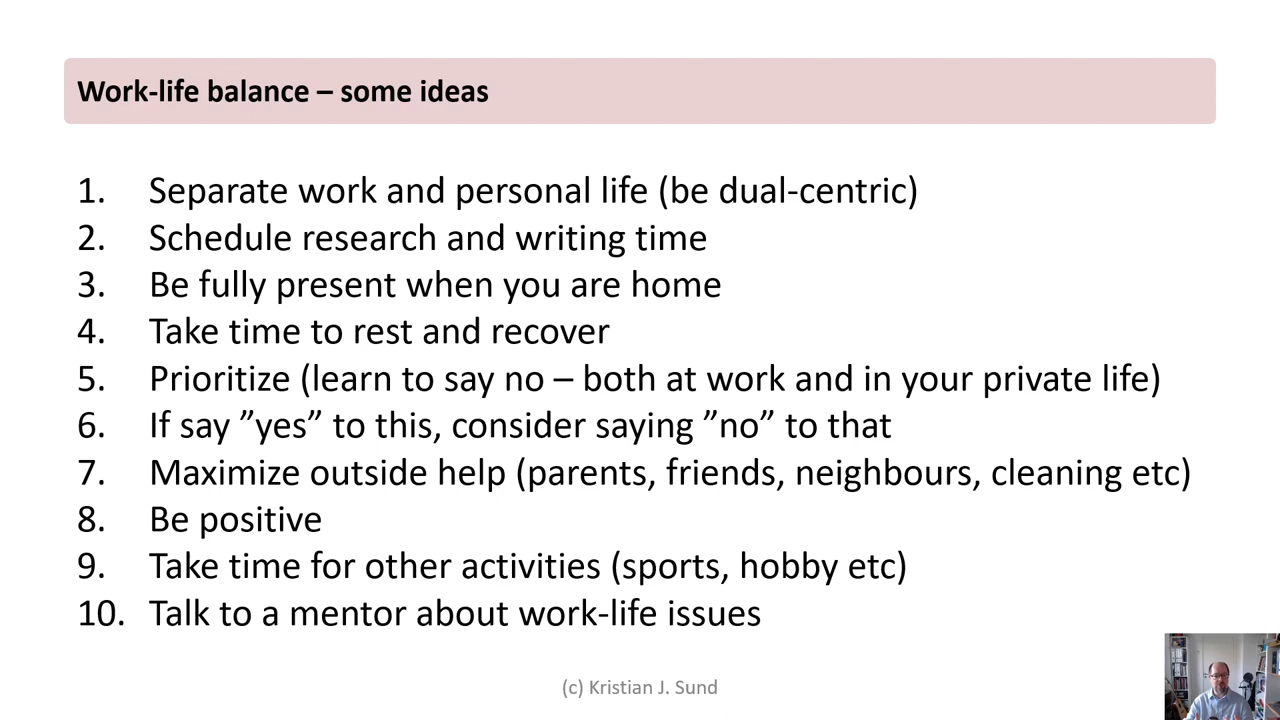 Work-life balance – some ideas
1. Separate work and personal life (be dual-centric)
2. Schedule research and writing time
3. Be fully present when you are home
4. Take time to rest and recover
5. Prioritize (learn to say no – both at work and in your private life)
6. If say ”yes” to this, consider saying ”no” to that
7. Maximize outside help (parents, friends, neighbours, cleaning etc)
8. Be positive
9. Take time for other activities (sports, hobby etc)
10. Talk to a mentor about work-life issues
(c) Kristian J. Sund